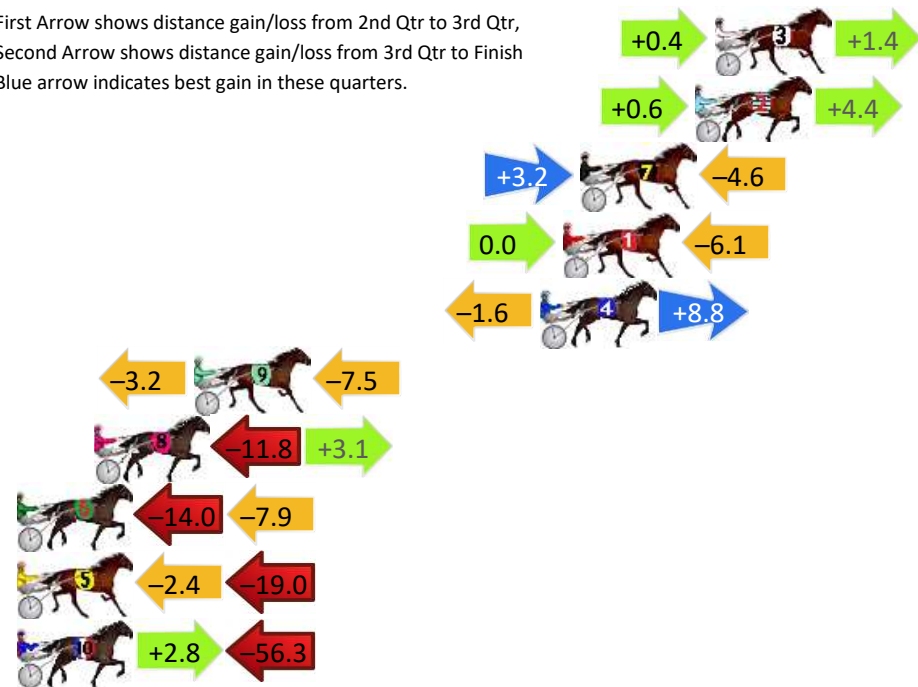 First Arrow shows distance gain/loss from 2nd Qtr to 3rd Qtr,
Second Arrow shows distance gain/loss from 3rd Qtr to Finish
Blue arrow indicates best gain in these quarters.
+0.4 3 +1.4
+0.6 2 +4.4
+3.2 7 –4.6
0.0 1 –6.1
–1.6 4 +8.8
–3.2 9 –7.5
8 –11.8 +3.1
6 –14.0 –7.9
5 –2.4 –19.0
10 +2.8 –56.3